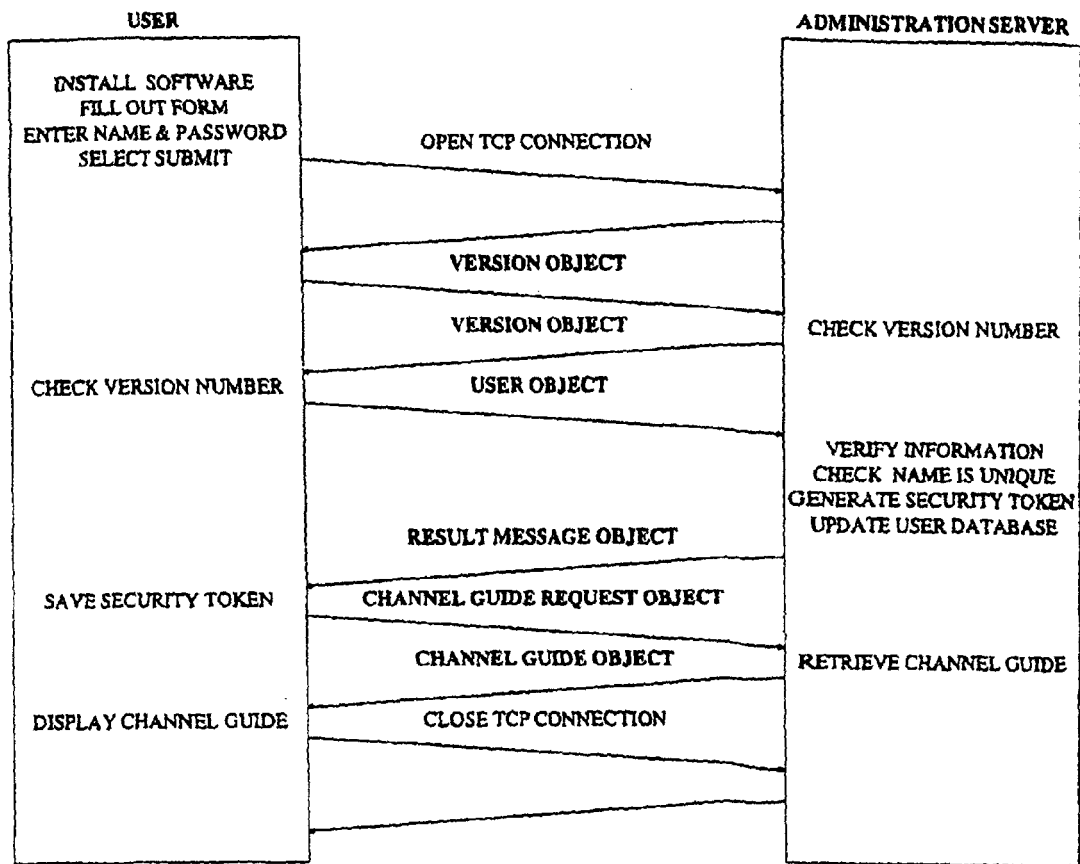 USER
ADMINISTRATION SERVER
INSTALL SOFTWARE
FILL OUT FORM
ENTER NAME & PASSWORD
SELECT SUBMIT
OPEN TCP CONNECTION
VERSION OBJECT
VERSION OBJECT
CHECK VERSION NUMBER
CHECK VERSION NUMBER
USER OBJECT
VERIFY INFORMATION
CHECK NAME IS UNIQUE
GENERATE SECURITY TOKEN
UPDATE USER DATABASE
RESULT MESSAGE OBJECT
SAVE SECURITY TOKEN
CHANNEL GUIDE REQUEST OBJECT
CHANNEL GUIDE OBJECT
RETRIEVE CHANNEL GUIDE
DISPLAY CHANNEL GUIDE
CLOSE TCP CONNECTION